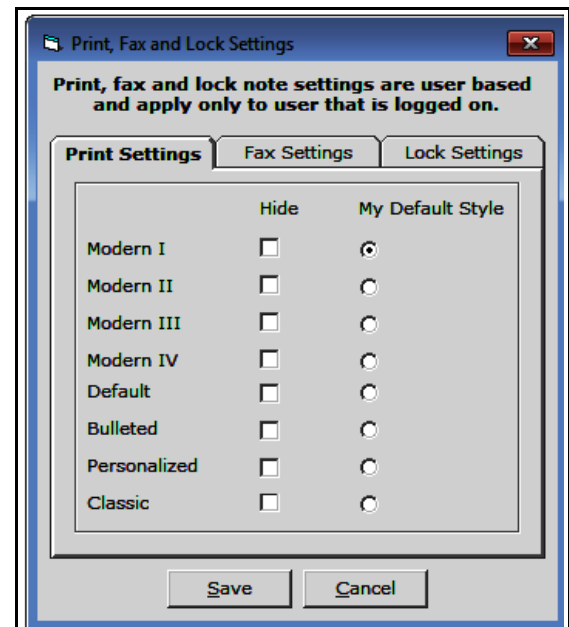 Print, Fax and Lock Settings
Print, fax and lock note settings are user based
and apply only to user that is logged on.
Print Settings Fax Settings Lock Settings
Hide My Default Style
Modern I
Modern II
Modern III
Modern IV
Default
Bulleted
Personalized
Classic
Save Cancel